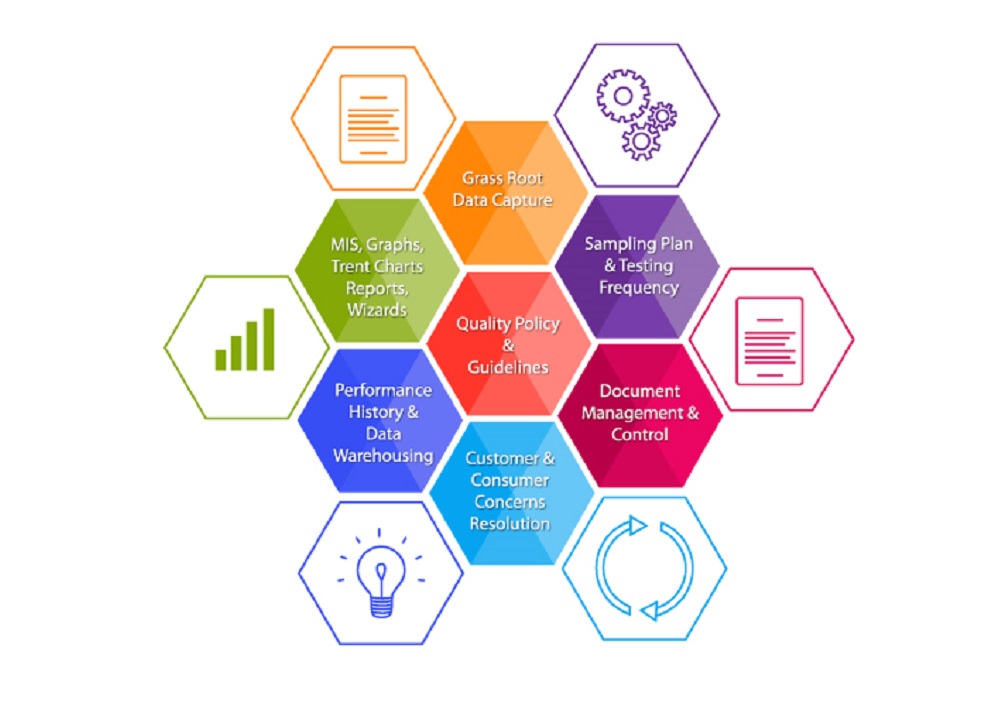 Grass Root
Data Capture
MIS, Graphs,
Trent Charts
Reports,
Wizards
Sampling Plan
& Testing
Frequency
Quality Policy
&
Guidelines
Performance
History &
Data
Warehousing
Document
Management &
Control
Customer &
Consumer
Concerns
Resolution